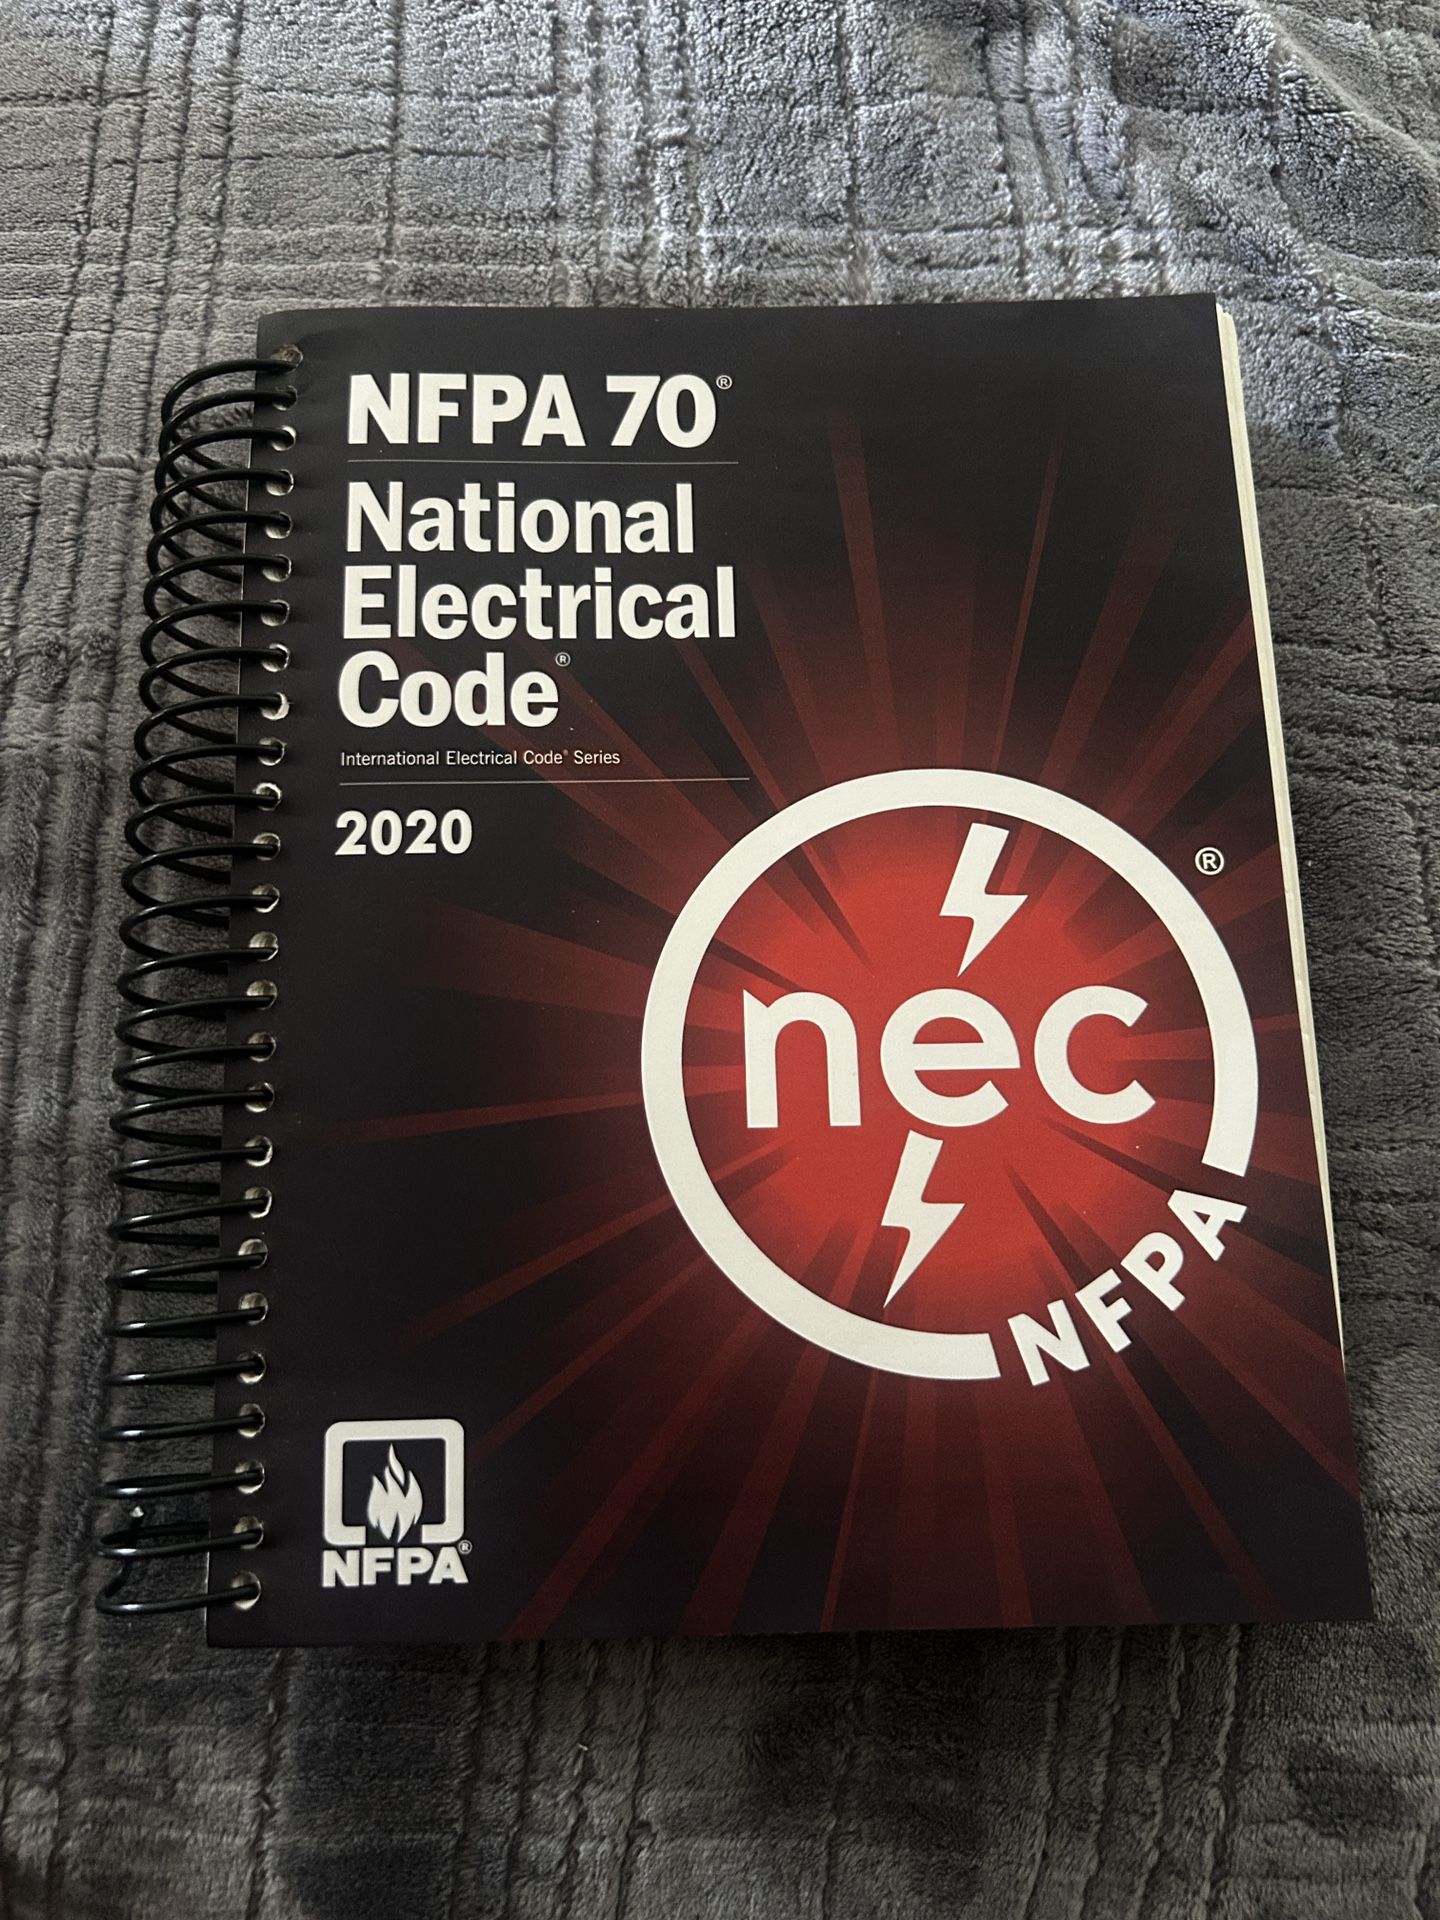 NFPA 70®
National
Electrical
Code®
International Electrical Code® Series
2020
®
nec
NFPA
NFPA®